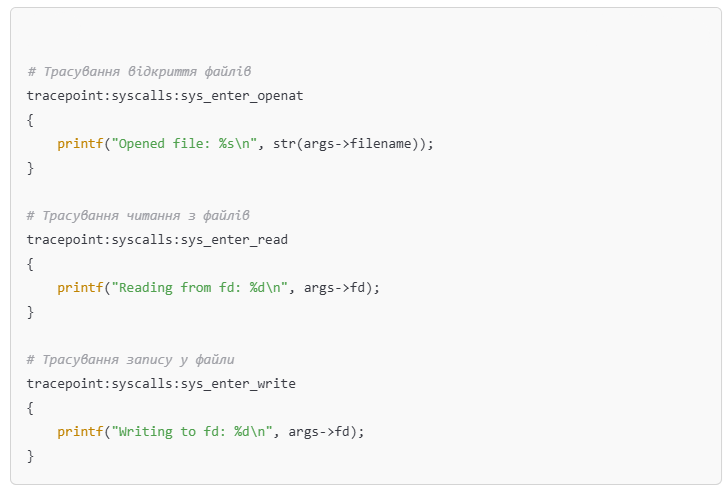 # Трасування відкриття файлів
tracepoint:syscalls:sys_enter_openat
{
    printf("Opened file: %s\n", str(args->filename));
}
# Трасування читання з файлів
tracepoint:syscalls:sys_enter_read
{
    printf("Reading from fd: %d\n", args->fd);
}
# Трасування запису у файли
tracepoint:syscalls:sys_enter_write
{
    printf("Writing to fd: %d\n", args->fd);
}